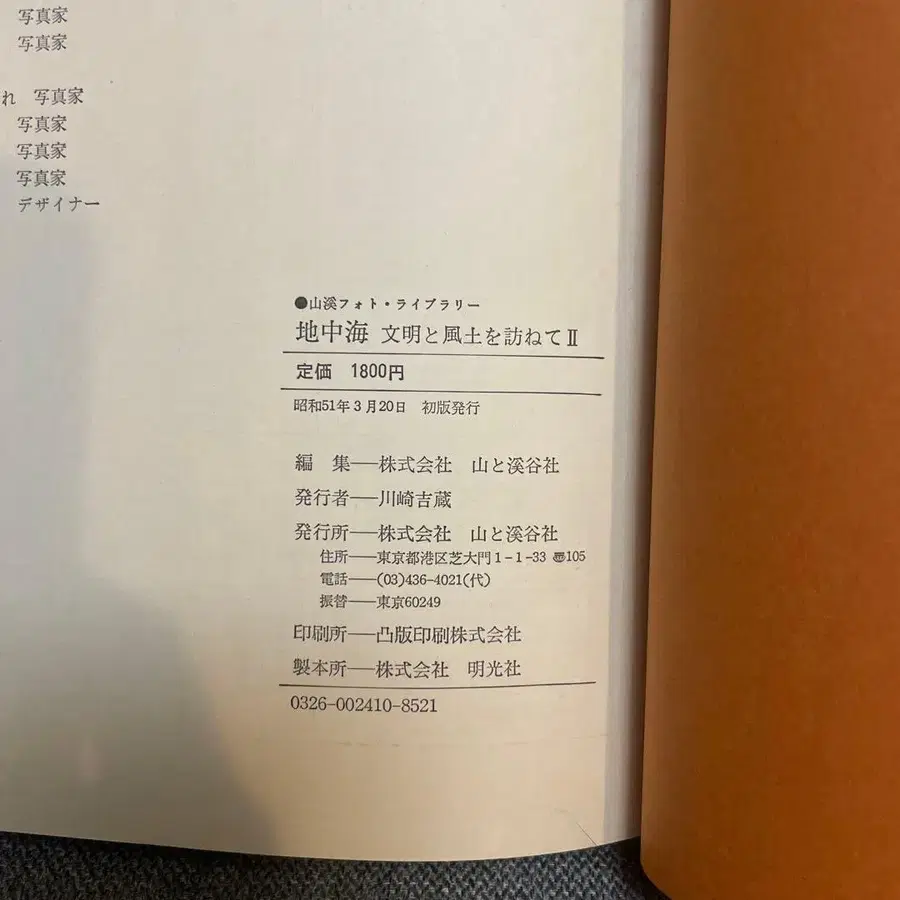 写真家
写真家
れ 写真家
写真家
写真家
写真家
デザイナー
●山溪フォト・ライブラリー
地中海 文明と風土を訪ねてⅡ
定価 1800円
昭和51年3月20日 初版発行
編 集──株式会社 山と溪谷社
発行者──川崎吉蔵
発行所──株式会社 山と溪谷社
住所──東京都港区芝大門1-1-33 〠105
電話──(03)436-4021(代)
振替──東京60249
印刷所──凸版印刷株式会社
製本所──株式会社 明光社
0326-002410-8521